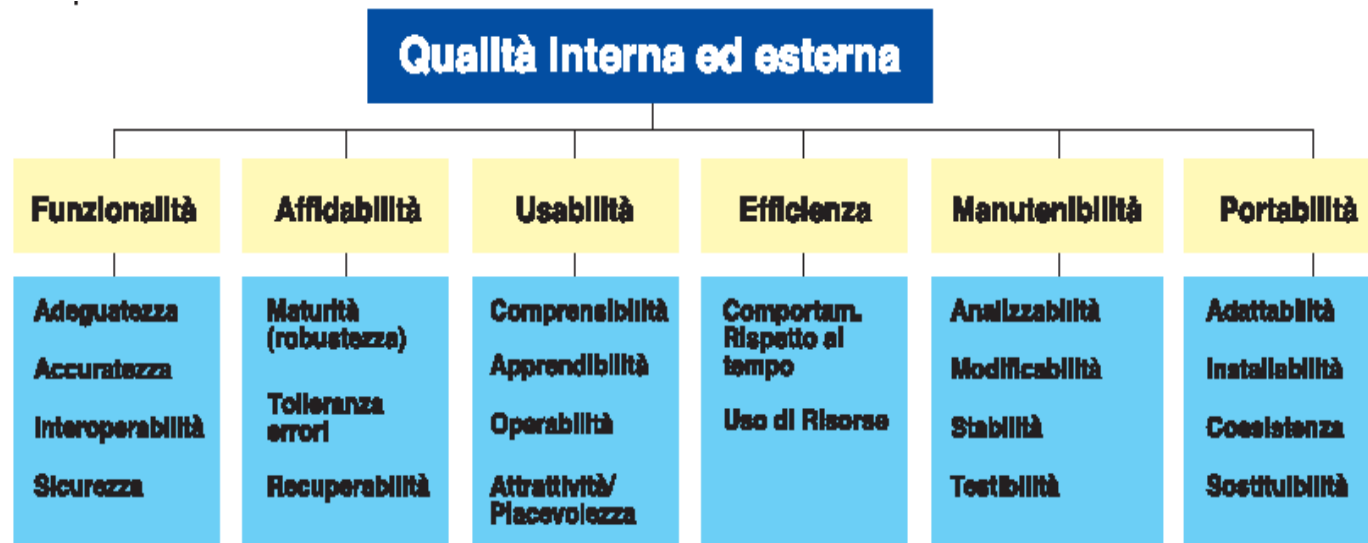 Qualità Interna ed esterna
Funzionalità
Affidabilità
Usabilità
Efficienza
Manutenibilità
Portabilità
Adeguatezza
Accuratezza
Interoperabilità
Sicurezza
Maturità
(robustezza)
Tolleranza
errori
Recuperabilità
Comprensibilità
Apprendibilità
Operabilità
Attrattività/
Piacevolezza
Comportam.
Rispetto al
tempo
Uso di Risorse
Analizzabilità
Modificabilità
Stabilità
Testibilità
Adattabilità
Installabilità
Coesistenza
Sostituibilità